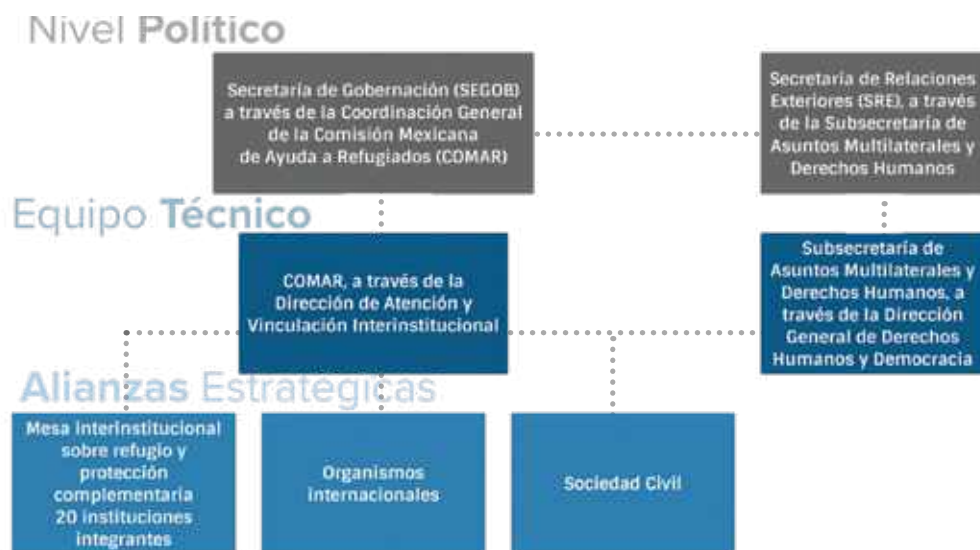 Nivel Político
Secretaría de Gobernación (SEGOB)
a través de la Coordinación General
de la Comisión Mexicana
de Ayuda a Refugiados (COMAR)
Secretaría de Relaciones
Exteriores (SRE), a través
de la Subsecretaría de
Asuntos Multilaterales y
Derechos Humanos
Equipo Técnico
COMAR, a través de la
Dirección de Atención y
Vinculación Interinstitucional
Subsecretaría de
Asuntos Multilaterales y
Derechos Humanos, a
través de la Dirección
General de Derechos
Humanos y Democracia
Alianzas Estratégicas
Mesa interinstitucional
sobre refugio y
protección
complementaria
20 instituciones
integrantes
Organismos
internacionales
Sociedad Civil